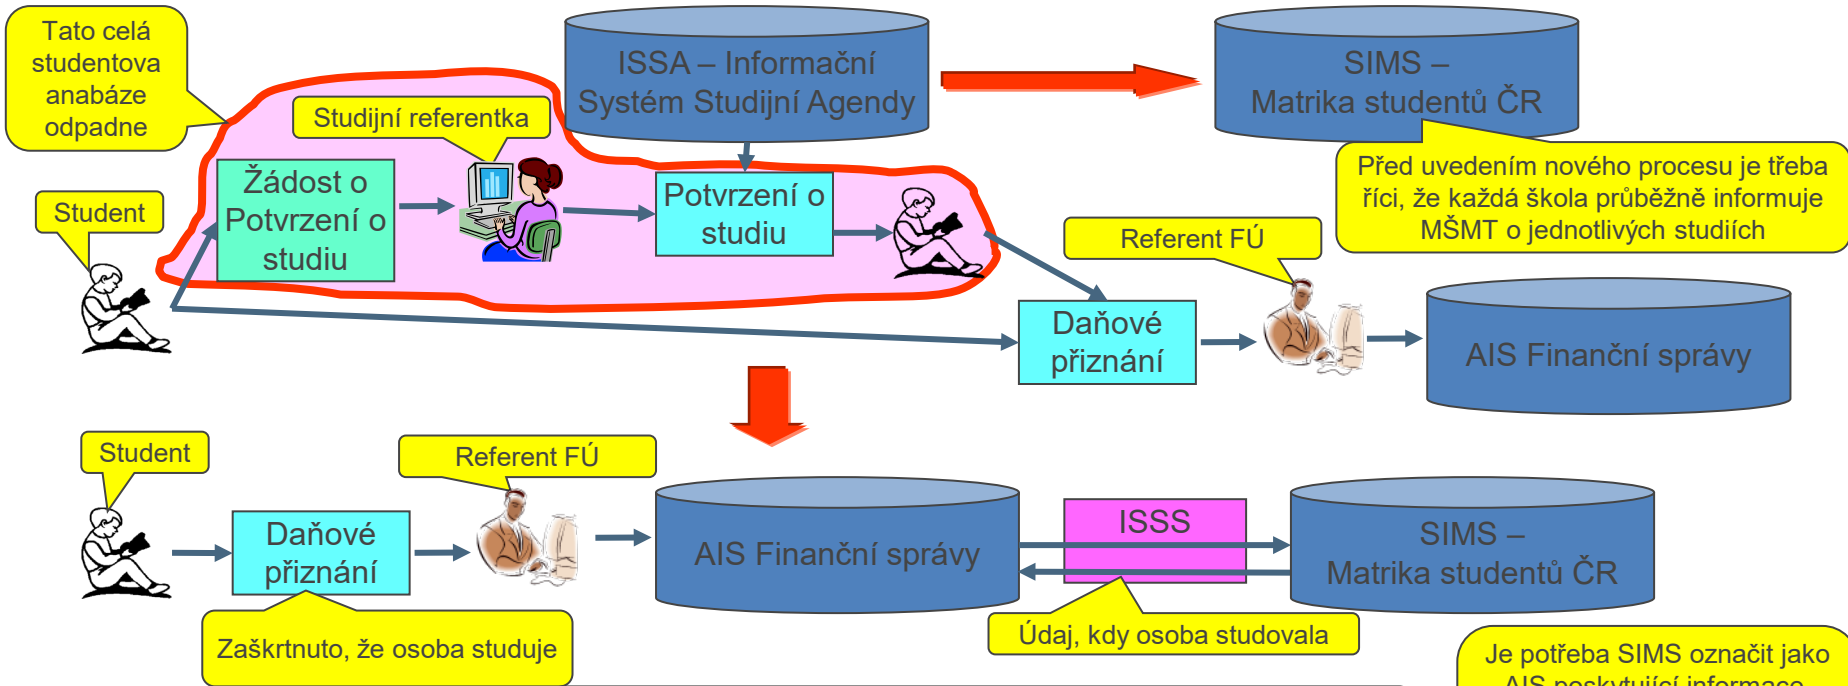 Tato celá
studentova
anabáze
odpadne
ISSA – Informační
Systém Studijní Agendy
SIMS –
Matrika studentů ČR
Studijní referentka
Před uvedením nového procesu je třeba
říci, že každá škola průběžně informuje
MŠMT o jednotlivých studiích
Student
Žádost o
Potvrzení o
studiu
Potvrzení o
studiu
Referent FÚ
Daňové
přiznání
AIS Finanční správy
Student
Referent FÚ
Daňové
přiznání
AIS Finanční správy
ISSS
SIMS –
Matrika studentů ČR
Zaškrtnuto, že osoba studuje
Údaj, kdy osoba studovala
Je potřeba SIMS označit jako
AIS poskytující informace